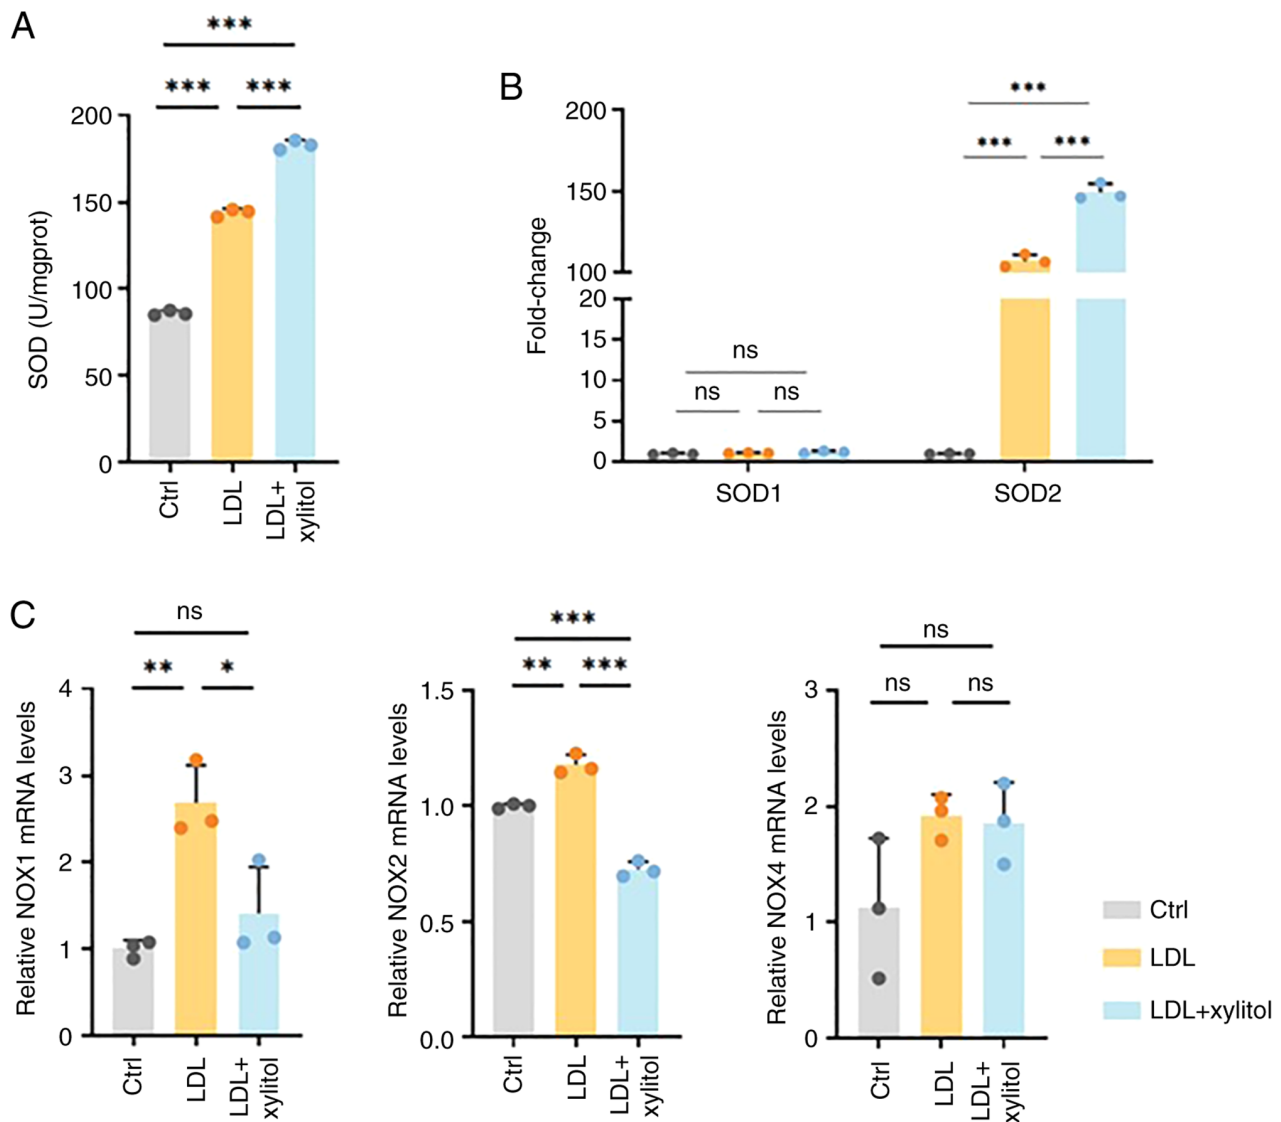 A
***
*** ***
SOD (U/mgprot)
200
150
100
50
0
Ctrl
LDL
LDL+
xylitol
B
Fold-change
200
150
100
20
15
10
5
0
ns
ns ns
***
*** ***
SOD1 SOD2
C
Relative NOX1 mRNA levels
4
3
2
1
0
ns
** *
Ctrl
LDL
LDL+
xylitol
Relative NOX2 mRNA levels
1.5
1.0
0.5
0.0
***
** ***
Ctrl
LDL
LDL+
xylitol
Relative NOX4 mRNA levels
3
2
1
0
ns
ns ns
Ctrl
LDL
LDL+
xylitol
Ctrl
LDL
LDL+xylitol